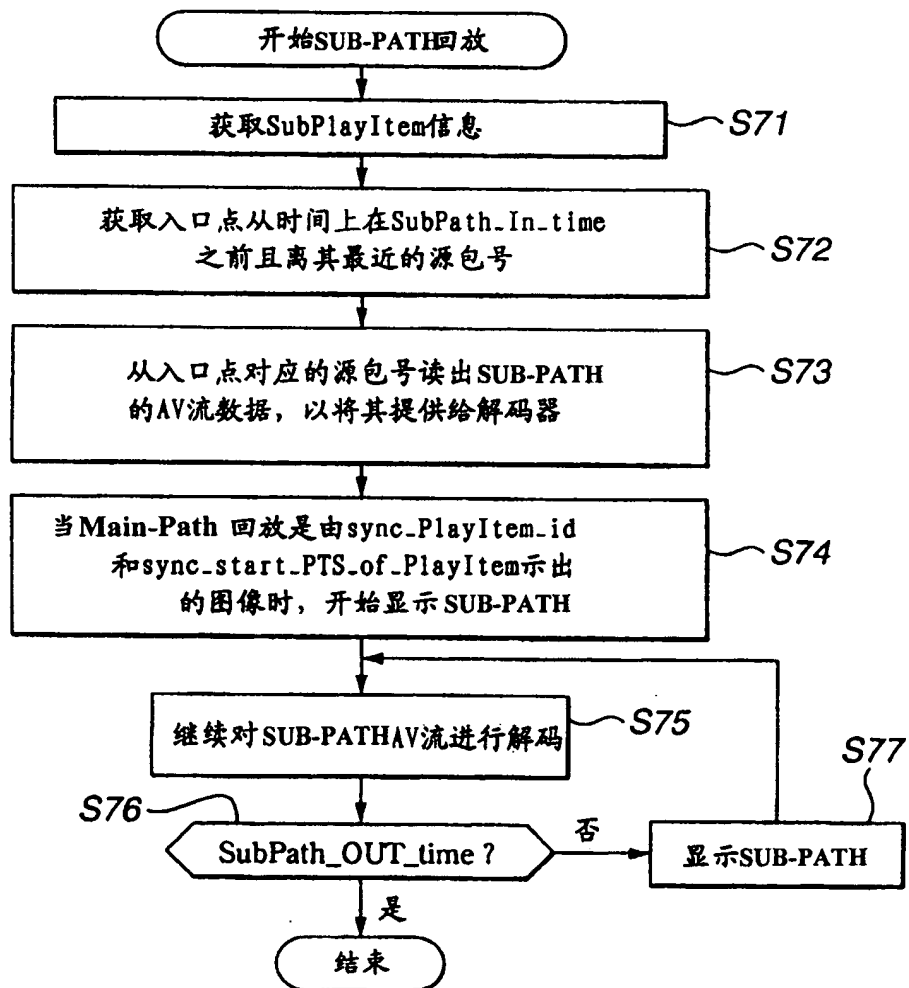 开始SUB-PATH回放
获取SubPlayItem信息
S71
获取入口点从时间上在SubPath_In_time
之前且离其最近的源包号
S72
从入口点对应的源包号读出SUB-PATH
的AV流数据，以将其提供给解码器
S73
当Main-Path 回放是由sync_PlayItem_id
和sync_start_PTS_of_PlayItem示出
的图像时，开始显示SUB-PATH
S74
继续对SUB-PATHAV流进行解码
S75
S76
SubPath_OUT_time?
否
显示SUB-PATH
S77
是
结束